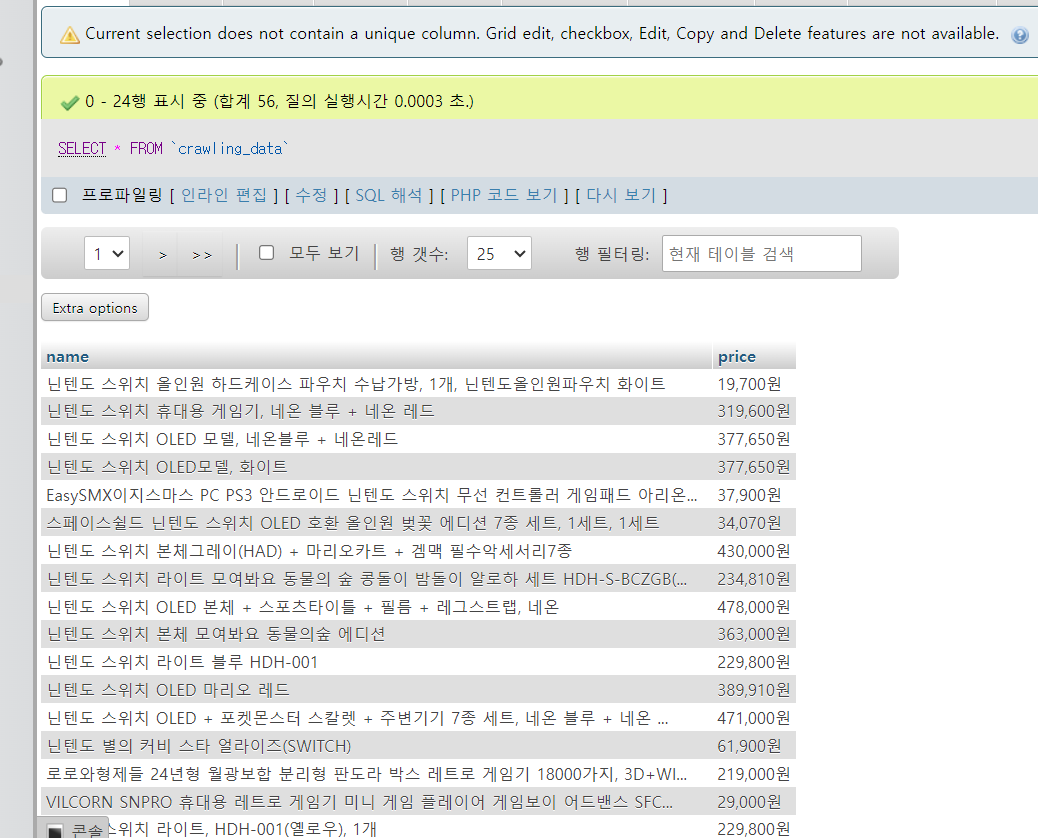 Current selection does not contain a unique column. Grid edit, checkbox, Edit, Copy and Delete features are not available.
0 - 24행 표시 중 (합계 56, 질의 실행시간 0.0003 초.)
SELECT * FROM `crawling_data`
프로파일링 [ 인라인 편집 ] [ 수정 ] [ SQL 해석 ] [ PHP 코드 보기 ] [ 다시 보기 ]
1 > >> | 모두 보기 | 행 갯수: 25 행 필터링: 현재 테이블 검색
Extra options
name price
닌텐도 스위치 올인원 하드케이스 파우치 수납가방, 1개, 닌텐도올인원파우치 화이트 19,700원
닌텐도 스위치 휴대용 게임기, 네온 블루 + 네온 레드 319,600원
닌텐도 스위치 OLED 모델, 네온블루 + 네온레드 377,650원
닌텐도 스위치 OLED모델, 화이트 377,650원
EasySMX이지스마스 PC PS3 안드로이드 닌텐도 스위치 무선 컨트롤러 게임패드 아리온... 37,900원
스페이스쉴드 닌텐도 스위치 OLED 호환 올인원 벚꽃 에디션 7종 세트, 1세트, 1세트 34,070원
닌텐도 스위치 본체그레이(HAD) + 마리오카트 + 겜맥 필수악세서리7종 430,000원
닌텐도 스위치 라이트 모여봐요 동물의 숲 콩돌이 밤돌이 알로하 세트 HDH-S-BCZGB(... 234,810원
닌텐도 스위치 OLED 본체 + 스포츠타이틀 + 필름 + 레그스트랩, 네온 478,000원
닌텐도 스위치 본체 모여봐요 동물의숲 에디션 363,000원
닌텐도 스위치 라이트 블루 HDH-001 229,800원
닌텐도 스위치 OLED 마리오 레드 389,910원
닌텐도 스위치 OLED + 포켓몬스터 스칼렛 + 주변기기 7종 세트, 네온 블루 + 네온 ... 471,000원
닌텐도 별의 커비 스타 얼라이즈(SWITCH) 61,900원
로로와형제들 24년형 월광보합 분리형 판도라 박스 레트로 게임기 18000가지, 3D+WI... 219,000원
VILCORN SNPRO 휴대용 레트로 게임기 미니 게임 플레이어 게임보이 어드밴스 SFC... 29,000원
콘솔 스위치 라이트, HDH-001(옐로우), 1개 229,800원